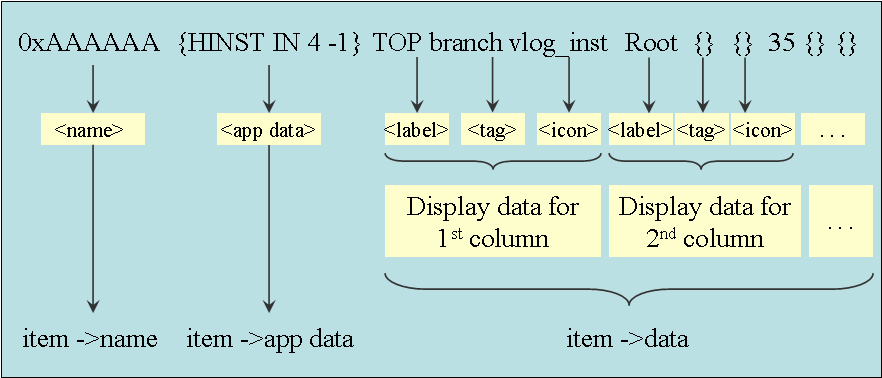 0xAAAAAA {HINST IN 4 -1} TOP branch vlog_inst Root {} {} 35 {} {}
<name> <app data> <label> <tag> <icon> <label> <tag> <icon> . . .
Display data for
1st column
Display data for
2nd column
. . .
item ->name item ->app data item ->data